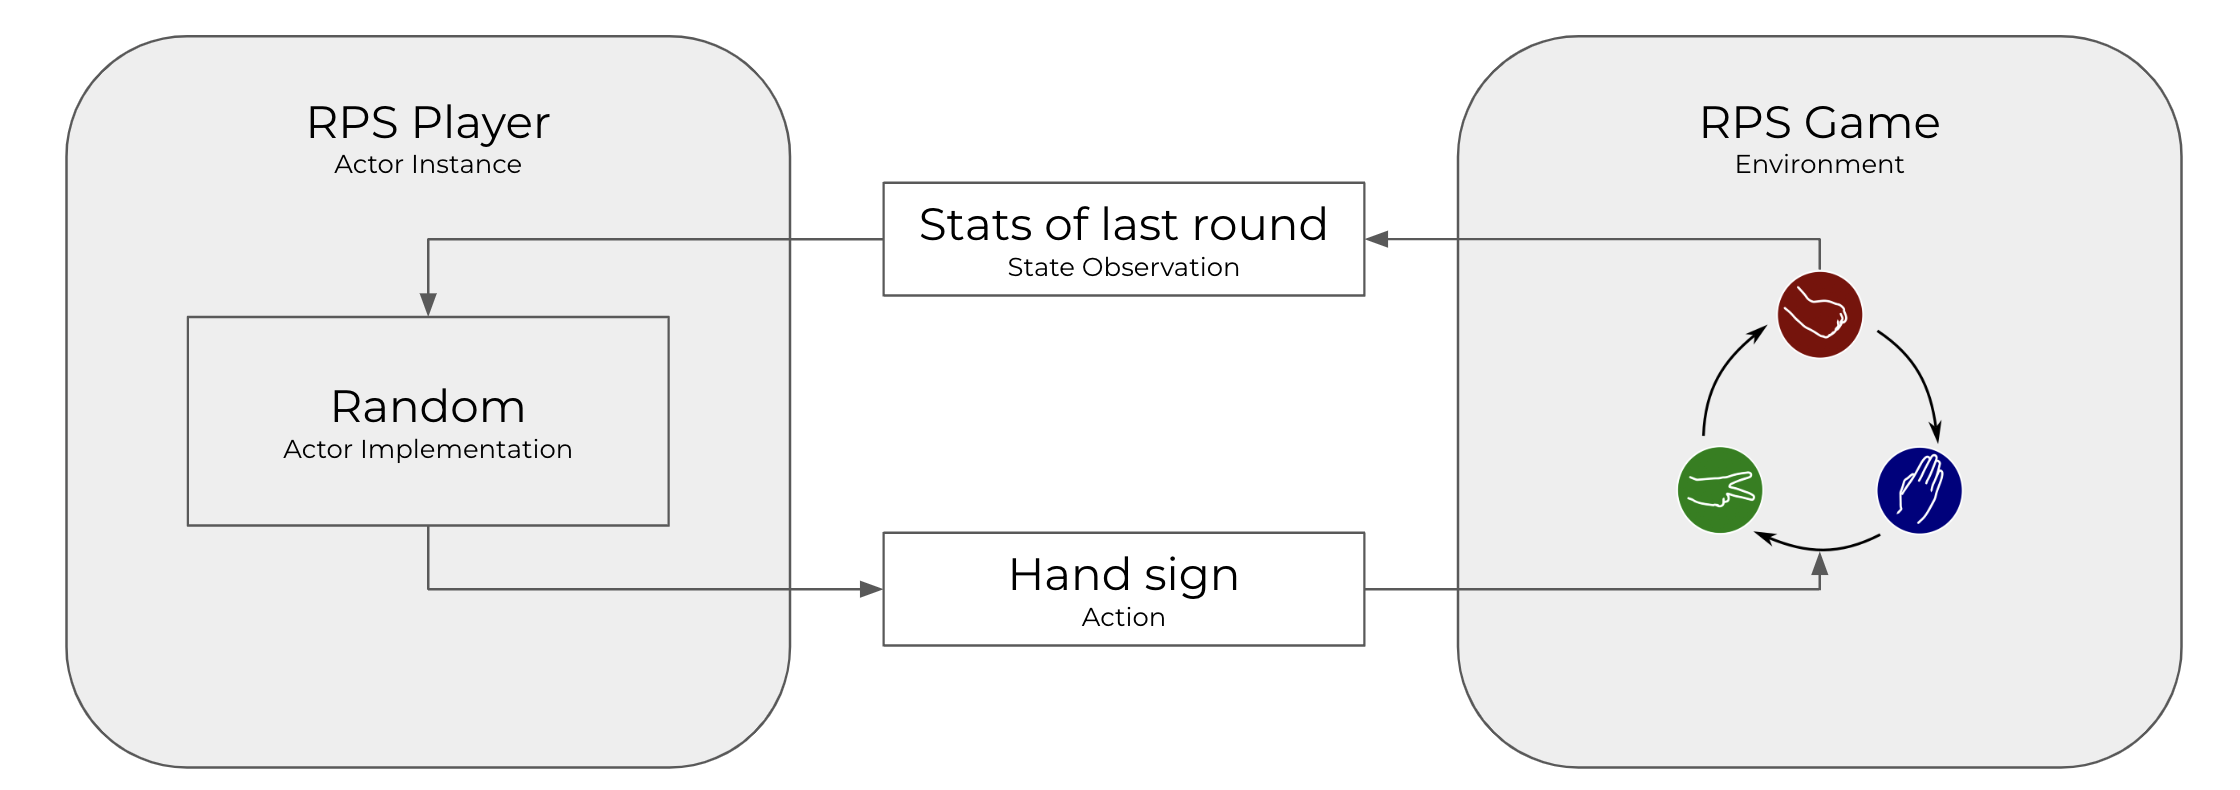 RPS Player
Actor Instance
Random
Actor Implementation
Stats of last round
State Observation
Hand sign
Action
RPS Game
Environment